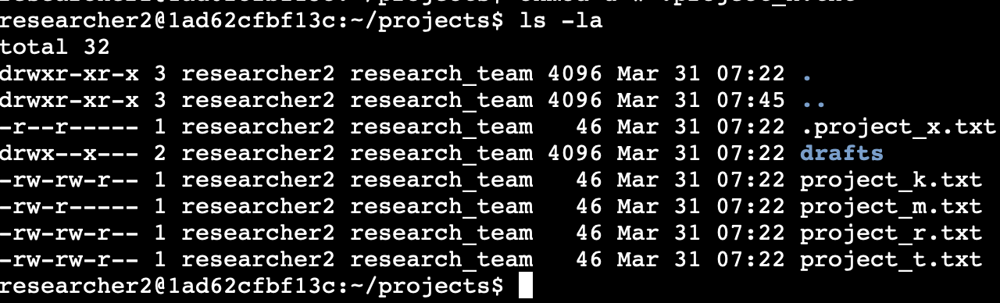 researcher2@1ad62cfbf13c:~/projects$ ls -la
total 32
drwxr-xr-x 3 researcher2 research_team 4096 Mar 31 07:22 .
drwxr-xr-x 3 researcher2 research_team 4096 Mar 31 07:45 ..
-r--r----- 1 researcher2 research_team   46 Mar 31 07:22 .project_x.txt
drwx--x--- 2 researcher2 research_team 4096 Mar 31 07:22 drafts
-rw-rw-r-- 1 researcher2 research_team   46 Mar 31 07:22 project_k.txt
-rw-r----- 1 researcher2 research_team   46 Mar 31 07:22 project_m.txt
-rw-rw-r-- 1 researcher2 research_team   46 Mar 31 07:22 project_r.txt
-rw-rw-r-- 1 researcher2 research_team   46 Mar 31 07:22 project_t.txt
researcher2@1ad62cfbf13c:~/projects$